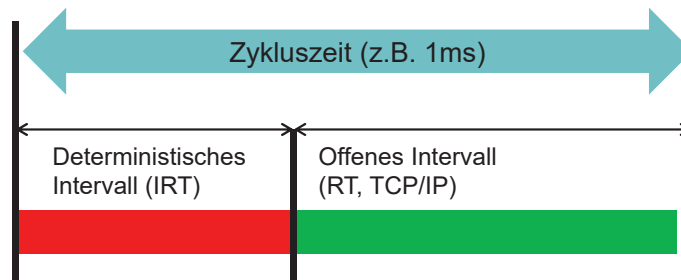 Zykluszeit (z.B. 1ms)
Deterministisches
Intervall (IRT)
Offenes Intervall
(RT, TCP/IP)